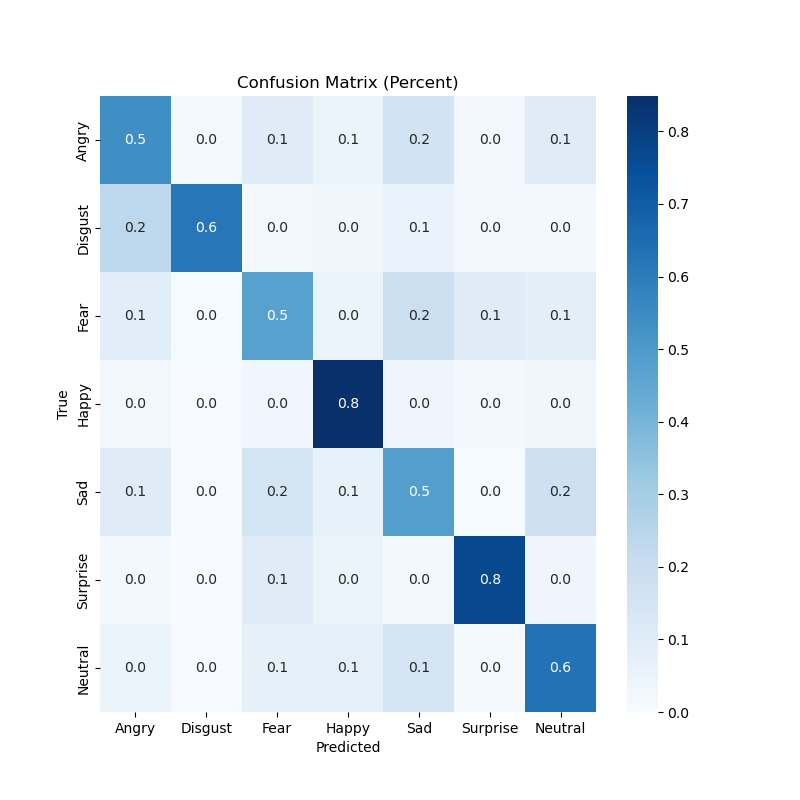 Confusion Matrix (Percent)
Angry 0.5 0.0 0.1 0.1 0.2 0.0 0.1
Disgust 0.2 0.6 0.0 0.0 0.1 0.0 0.0
Fear 0.1 0.0 0.5 0.0 0.2 0.1 0.1
True
Happy 0.0 0.0 0.0 0.8 0.0 0.0 0.0
Sad 0.1 0.0 0.2 0.1 0.5 0.0 0.2
Surprise 0.0 0.0 0.1 0.0 0.0 0.8 0.0
Neutral 0.0 0.0 0.1 0.1 0.1 0.0 0.6
Angry Disgust Fear Happy Sad Surprise Neutral
Predicted
0.8
0.7
0.6
0.5
0.4
0.3
0.2
0.1
0.0